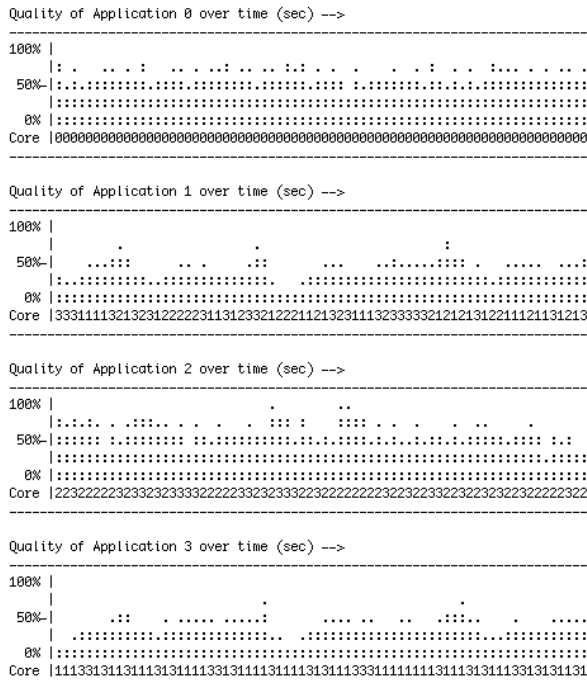 Quality of Application 0 over time (sec) -->
100% |
50%-|
0% |
Core |0000000000000000000000000000000000000000000000000000000000000000000000
Quality of Application 1 over time (sec) -->
100% |
50%-|
0% |
Core |3331111321323122222311312332122211213231113233333212121312211121131213
Quality of Application 2 over time (sec) -->
100% |
50%-|
0% |
Core |2232222232332323333222223323233322322222222322322332232232322322222322
Quality of Application 3 over time (sec) -->
100% |
50%-|
0% |
Core |1113313113111313111133131111311113131113331111111131113131113313131131